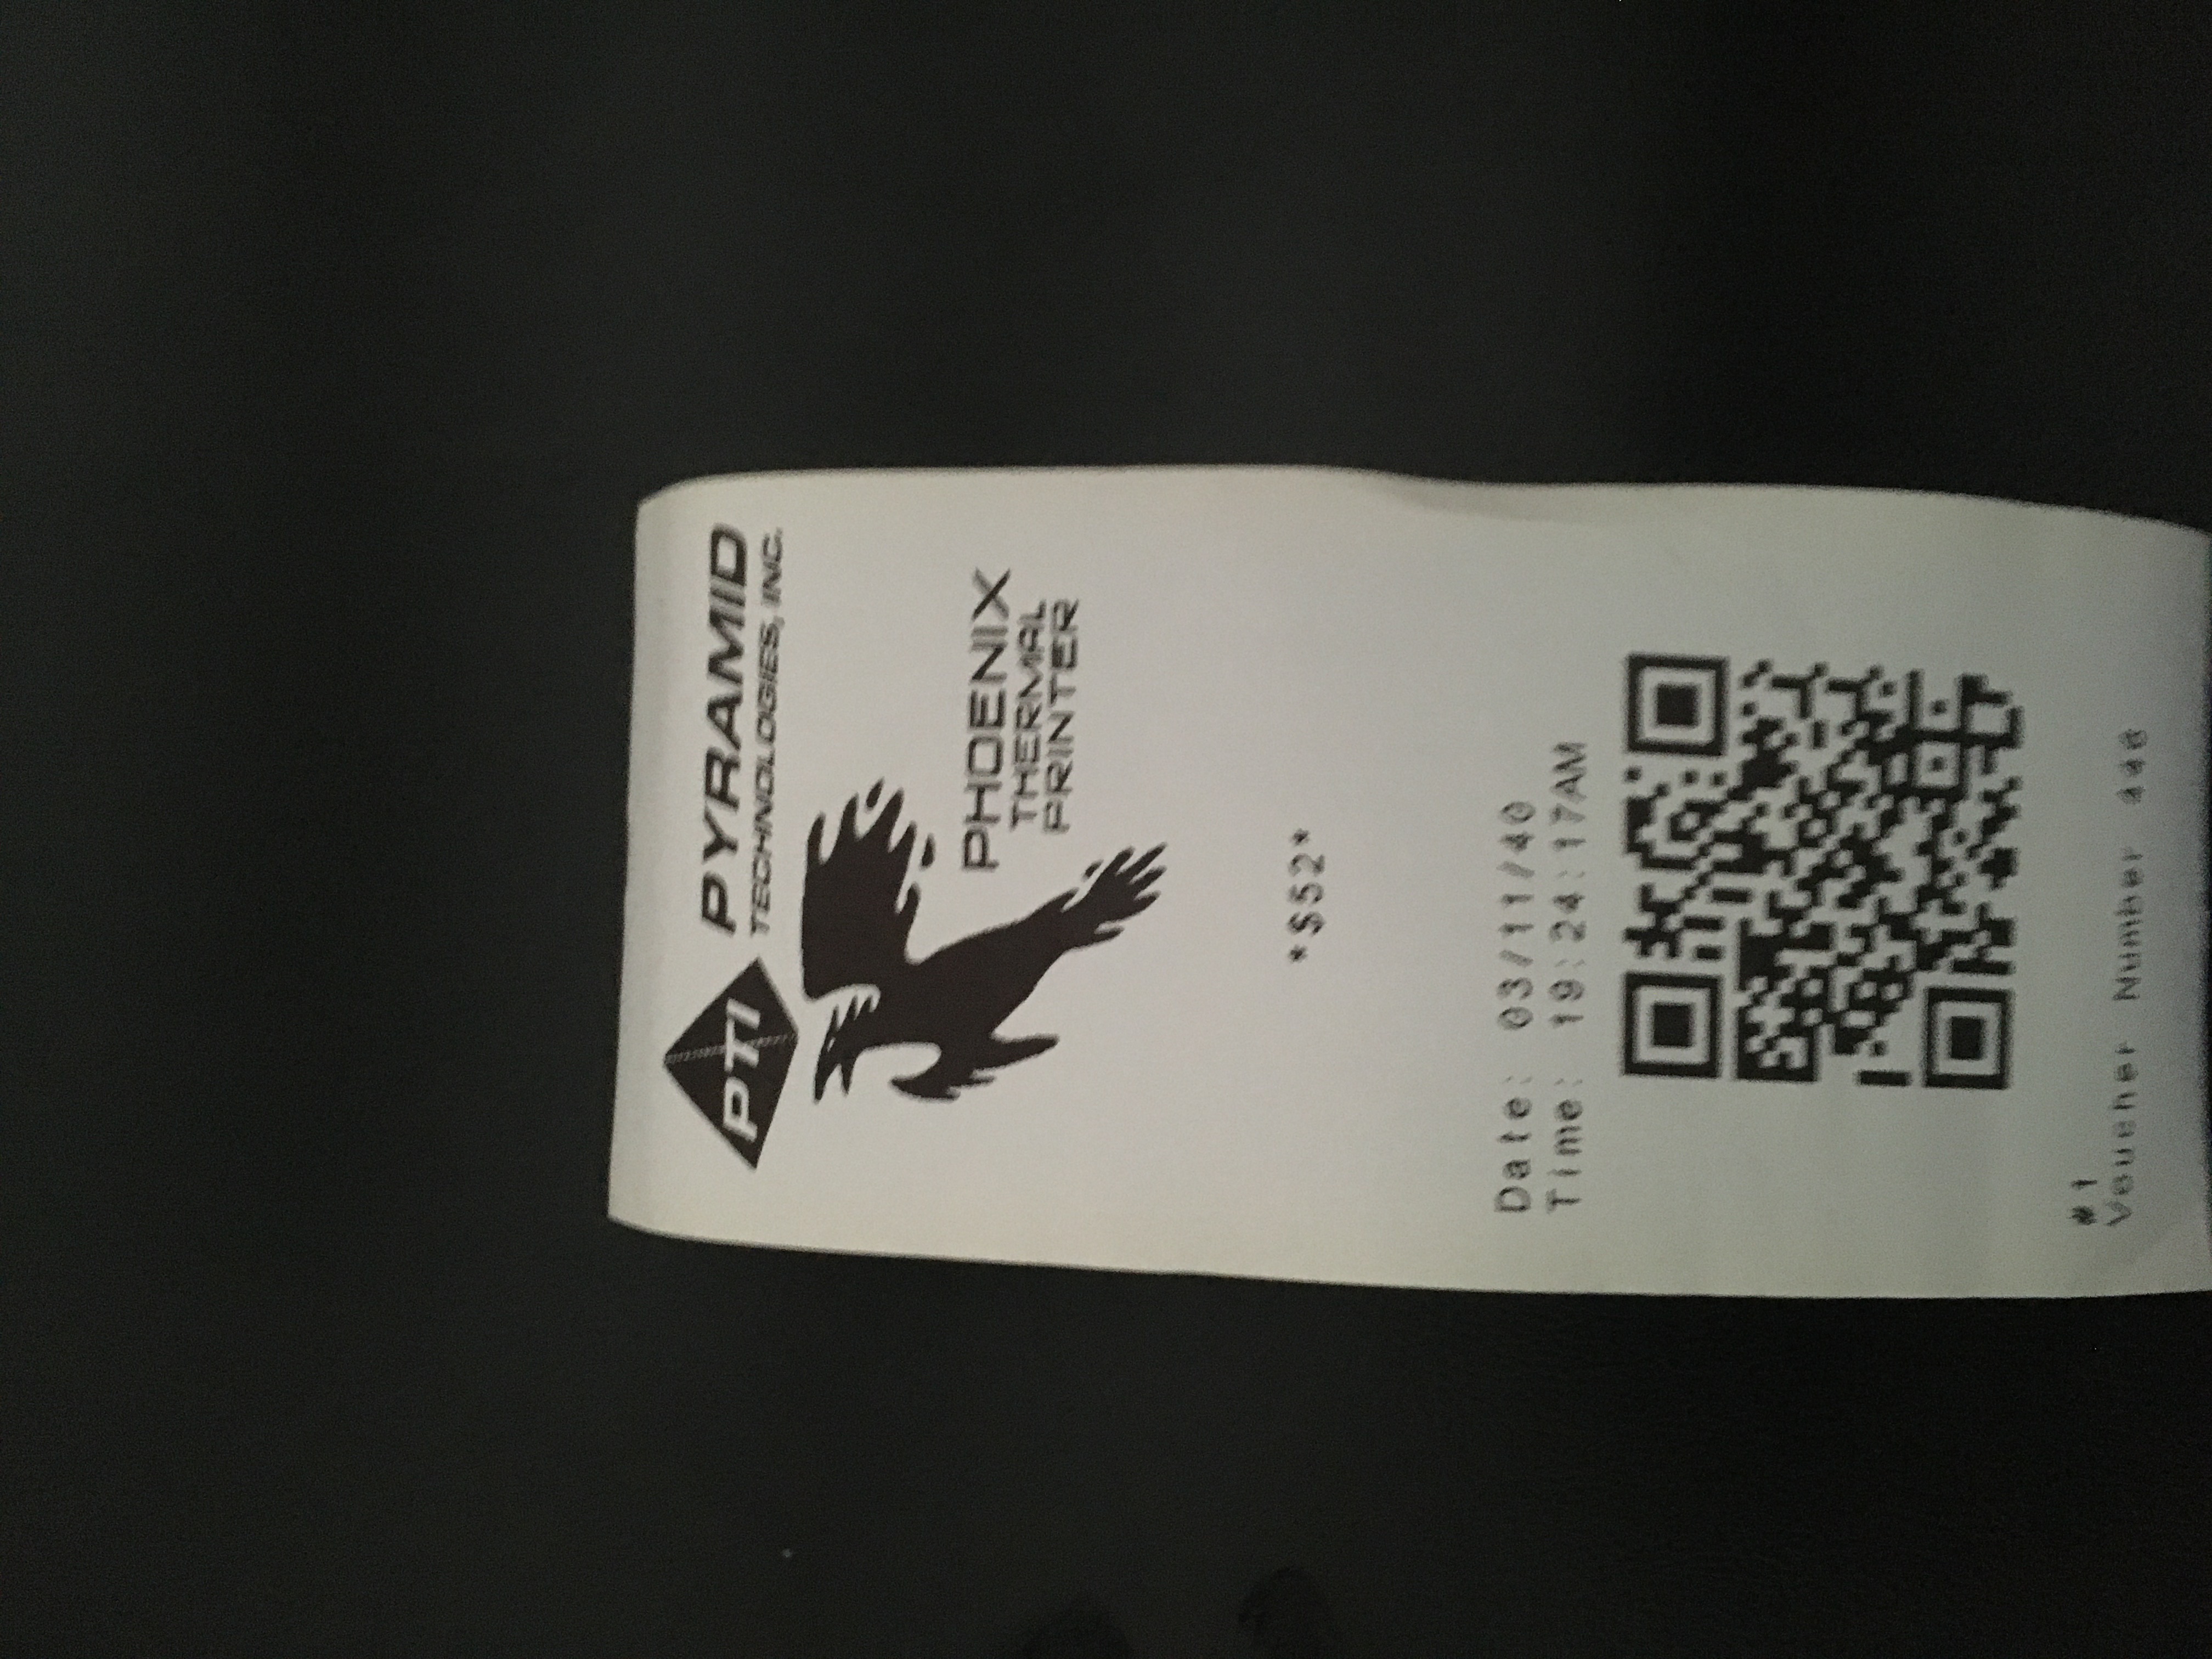 PTI
PYRAMID
TECHNOLOGIES, INC.
PHOENIX
THERMAL
PRINTER
*$52*
Date: 03/11/40
Time: 19:24:17AM
#1
Voucher Number